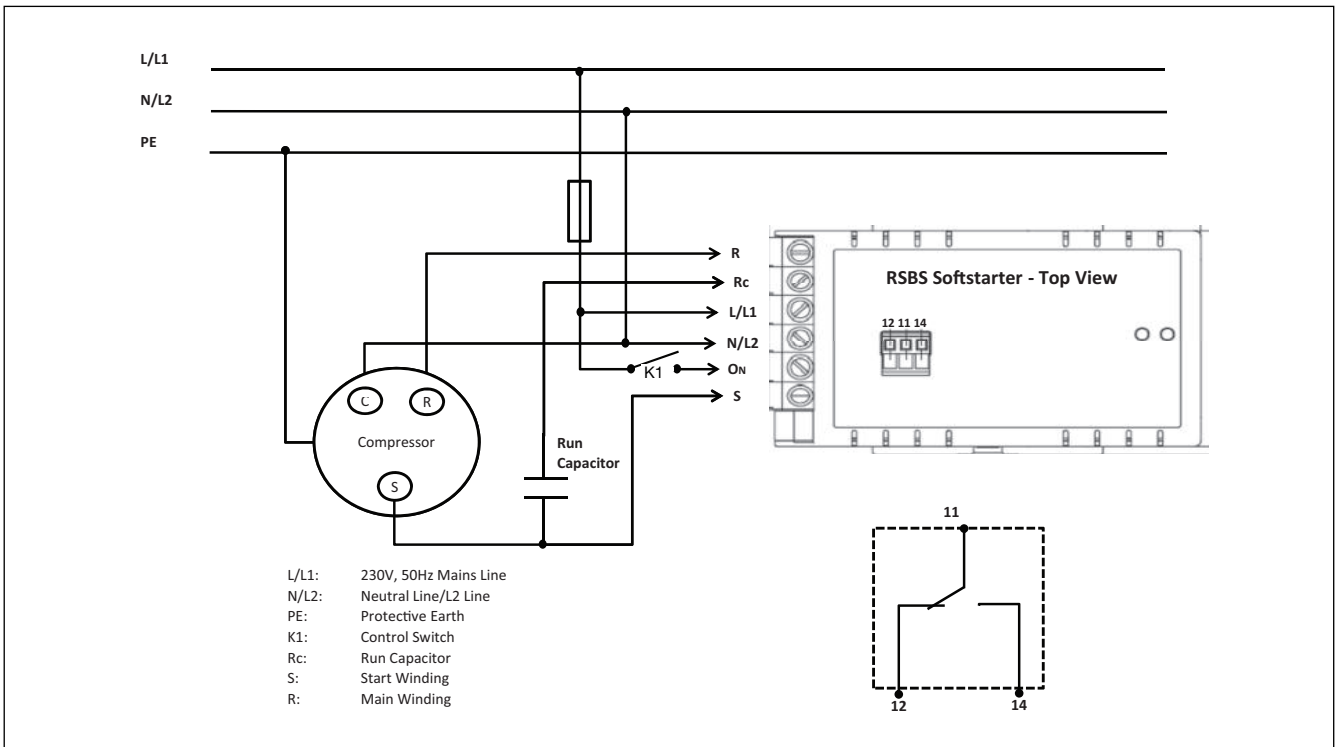 L/L1
N/L2
PE
R
Rc
L/L1
N/L2
K1
ON
S
RSBS Softstarter - Top View
12 11 14
C
R
Compressor
S
Run
Capacitor
11
12
14
L/L1: 230V, 50Hz Mains Line
N/L2: Neutral Line/L2 Line
PE: Protective Earth
K1: Control Switch
Rc: Run Capacitor
S: Start Winding
R: Main Winding